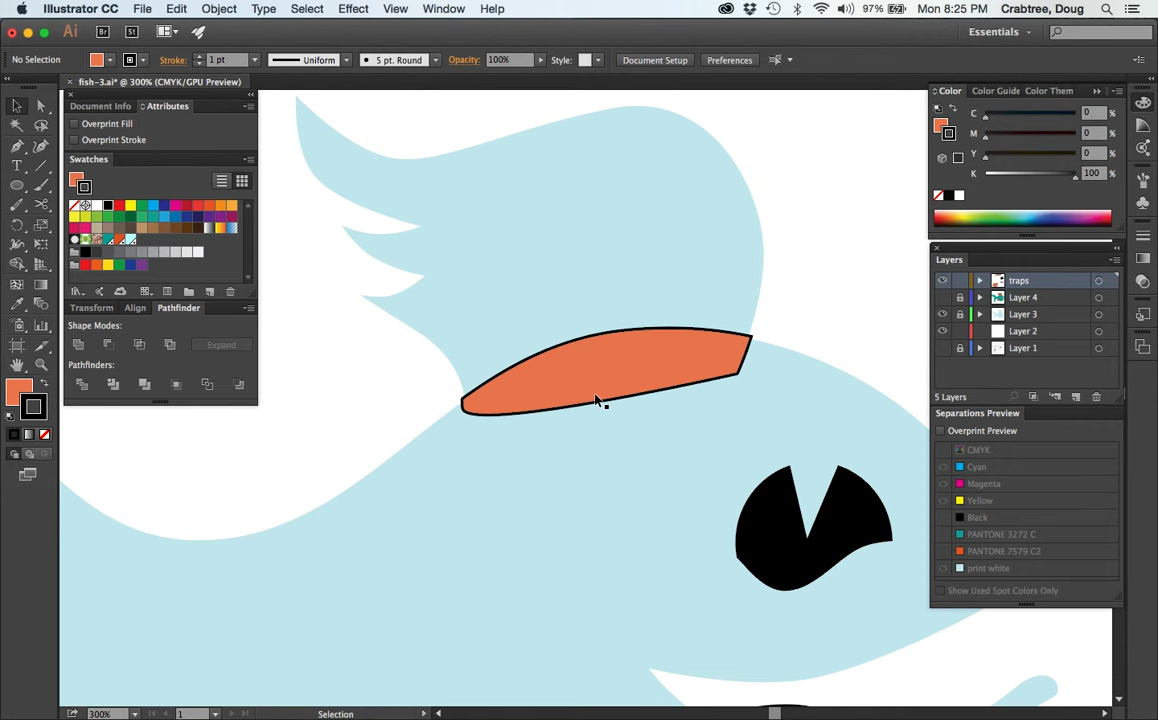 Illustrator CC File Edit Object Type Select Effect View Window Help 97% Mon 8:25 PM Crabtree, Doug
Ai Br St Essentials
No Selection Stroke: 1 pt Uniform 5 pt. Round Opacity: 100% Style: Document Setup Preferences
fish-3.ai* @ 300% (CMYK/GPU Preview)
Document Info Attributes
Overprint Fill
Overprint Stroke
Swatches
Transform Align Pathfinder
Shape Modes:
Expand
Pathfinders:
Color Color Guide Color Them
C 0 %
M 0 %
Y 0 %
K 100 %
Layers
traps
Layer 4
Layer 3
Layer 2
Layer 1
5 Layers
Separations Preview
Overprint Preview
CMYK
Cyan
Magenta
Yellow
Black
PANTONE 3272 C
PANTONE 7579 C2
print white
Show Used Spot Colors Only
300% 1 Selection